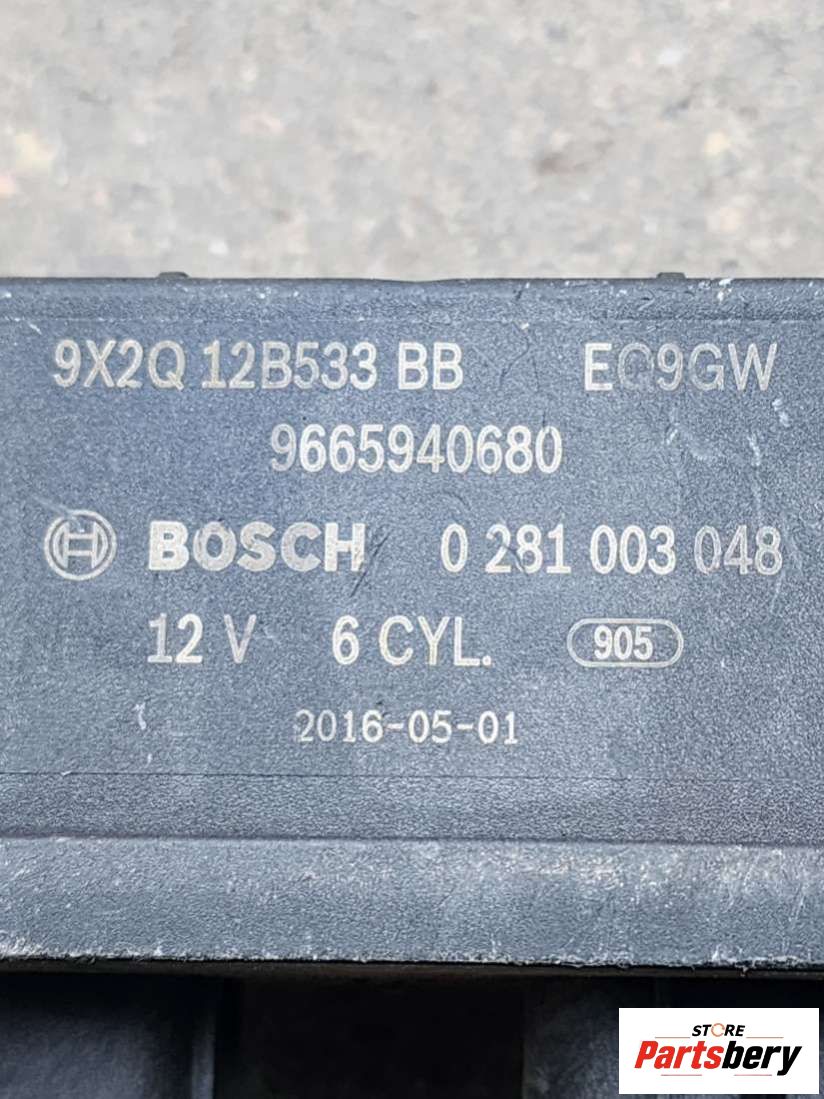 9X2Q 12B533 BB EQ9GW
9665940680
BOSCH 0 281 003 048
12 V 6 CYL. 905
2016-05-01
STORE
Partsbery